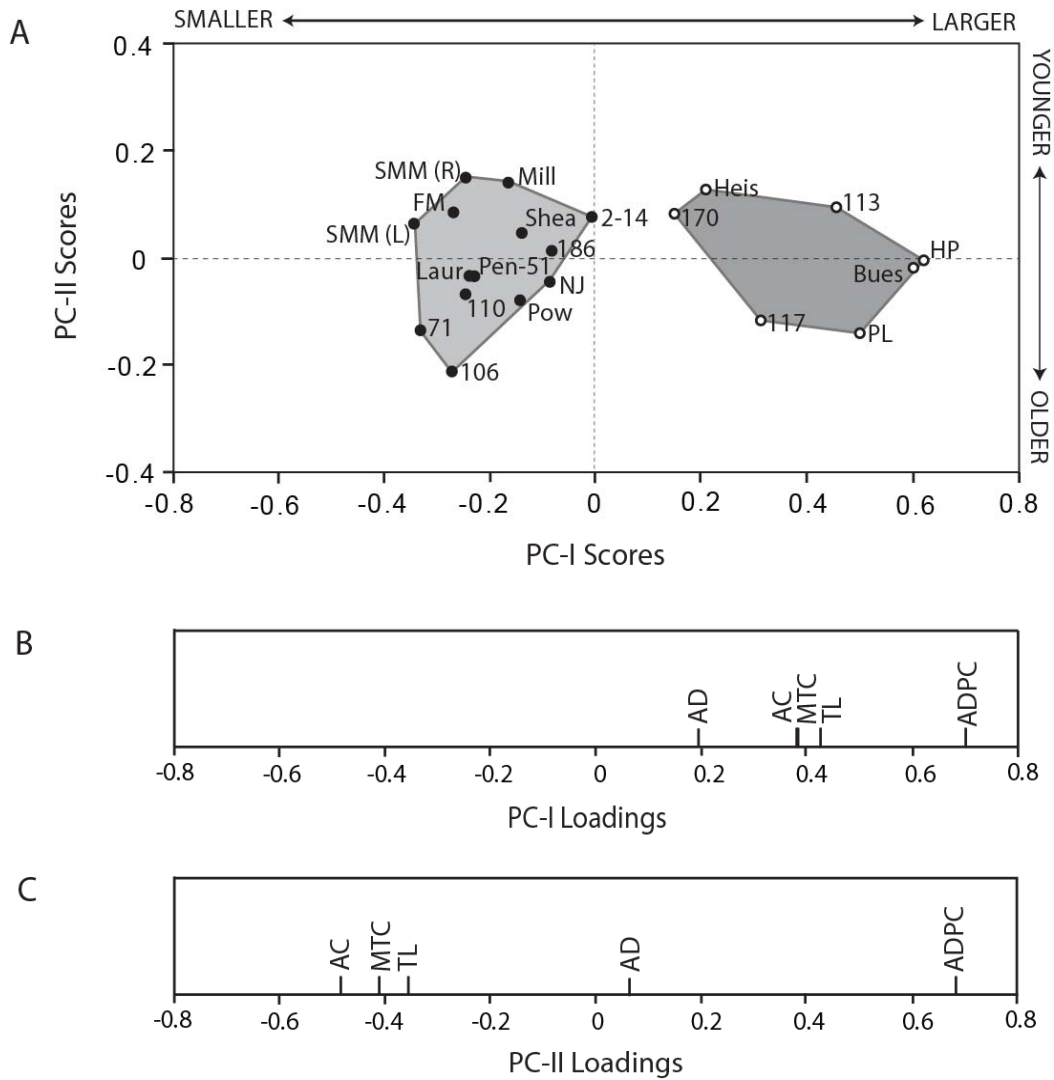 A
SMALLER LARGER
0.4
0.2
0
-0.2
-0.4
PC-II Scores
YOUNGER
OLDER
SMM (R)
Mill
FM
SMM (L)
Shea
2-14
186
Laur
Pen-51
NJ
110
Pow
71
106
Heis
170
113
HP
Bues
117
PL
-0.8 -0.6 -0.4 -0.2 0 0.2 0.4 0.6 0.8
PC-I Scores
B
AD AC MTC TL ADPC
-0.8 -0.6 -0.4 -0.2 0 0.2 0.4 0.6 0.8
PC-I Loadings
C
AC MTC TL AD ADPC
-0.8 -0.6 -0.4 -0.2 0 0.2 0.4 0.6 0.8
PC-II Loadings